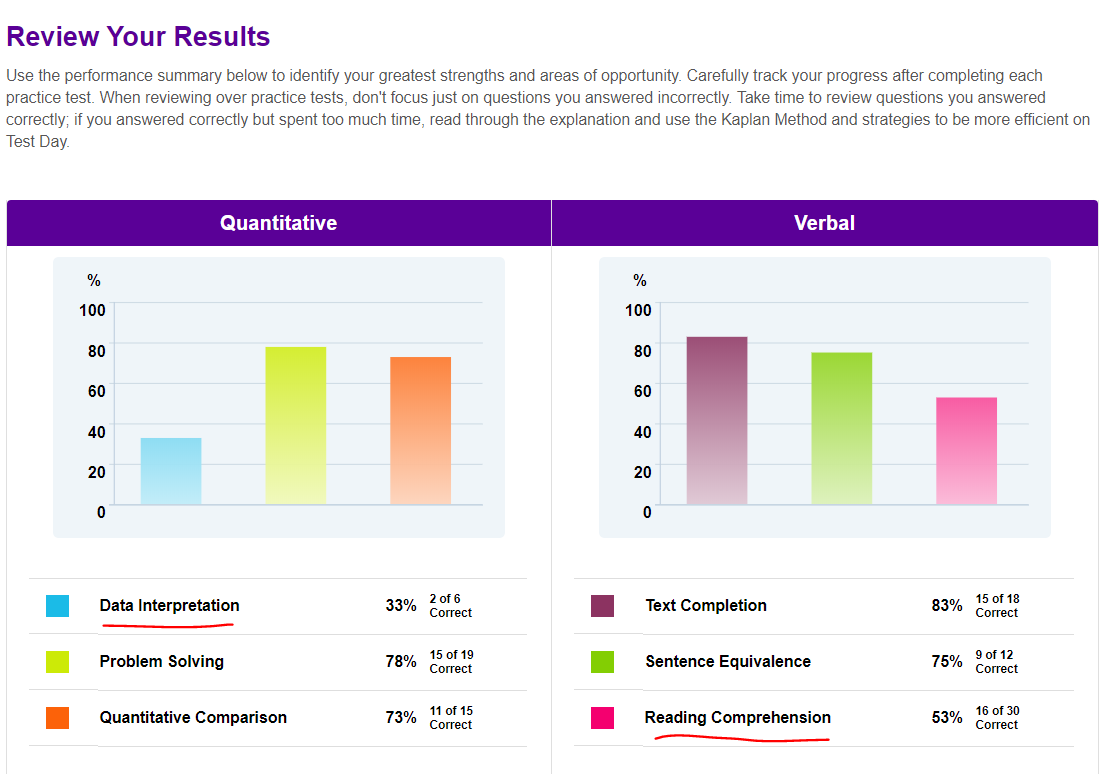 Review Your Results
Use the performance summary below to identify your greatest strengths and areas of opportunity. Carefully track your progress after completing each
practice test. When reviewing over practice tests, don't focus just on questions you answered incorrectly. Take time to review questions you answered
correctly; if you answered correctly but spent too much time, read through the explanation and use the Kaplan Method and strategies to be more efficient on
Test Day.
Quantitative
%
100
80
60
40
20
0
Data Interpretation 33% 2 of 6
Correct
Problem Solving 78% 15 of 19
Correct
Quantitative Comparison 73% 11 of 15
Correct
Verbal
%
100
80
60
40
20
0
Text Completion 83% 15 of 18
Correct
Sentence Equivalence 75% 9 of 12
Correct
Reading Comprehension 53% 16 of 30
Correct